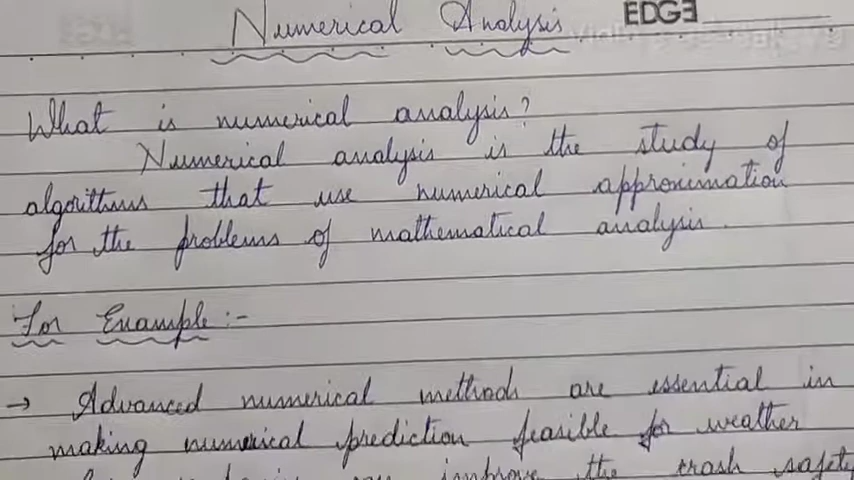 Numerical Analysis EDGE
What is numerical analysis?
Numerical analysis is the study of
algorithms that use numerical approximation
for the problems of mathematical analysis.
For Example :-
→ Advanced numerical methods are essential in
making numerical prediction feasible for weather
improve the crash safety